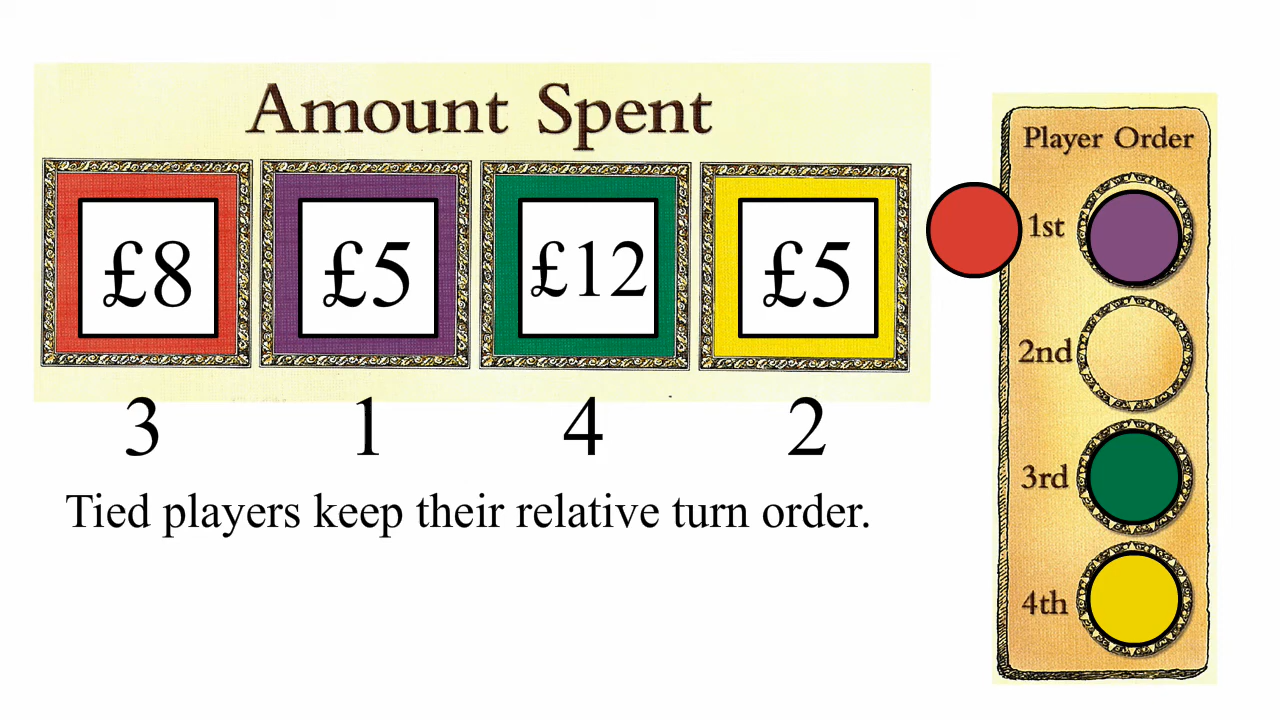 Amount Spent
£8 £5 £12 £5
3 1 4 2
Tied players keep their relative turn order.
Player Order
1st
2nd
3rd
4th